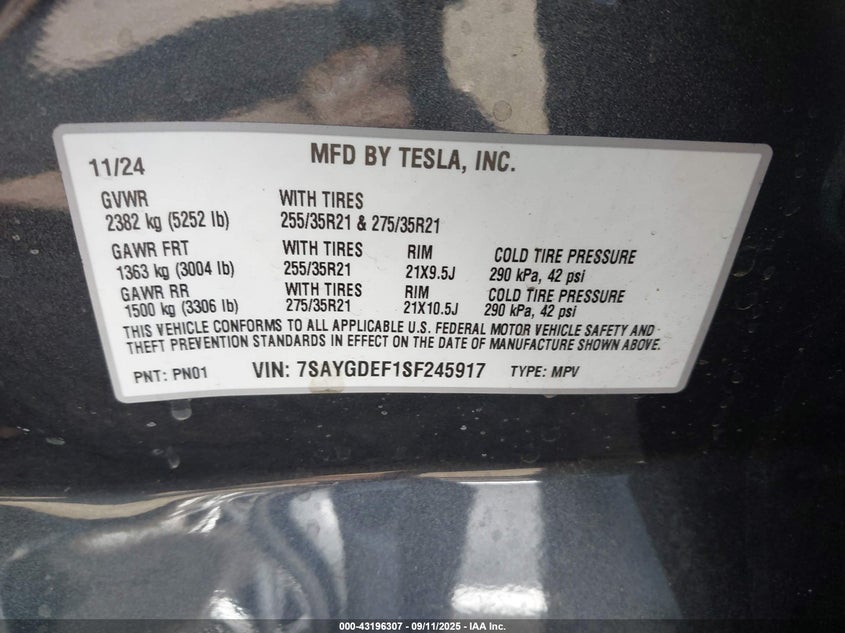 11/24 MFD BY TESLA, INC.
GVWR WITH TIRES
2382 kg (5252 lb) 255/35R21 & 275/35R21
GAWR FRT WITH TIRES RIM COLD TIRE PRESSURE
1363 kg (3004 lb) 255/35R21 21X9.5J 290 kPa, 42 psi
GAWR RR WITH TIRES RIM COLD TIRE PRESSURE
1500 kg (3306 lb) 275/35R21 21X10.5J 290 kPa, 42 psi
THIS VEHICLE CONFORMS TO ALL APPLICABLE U.S. FEDERAL MOTOR VEHICLE SAFETY AND
THEFT PREVENTION STANDARDS IN EFFECT ON THE DATE OF MANUFACTURE SHOWN ABOVE.
PNT: PN01 VIN: 7SAYGDEF1SF245917 TYPE: MPV
000-43196307 - 09/11/2025 - IAA Inc.